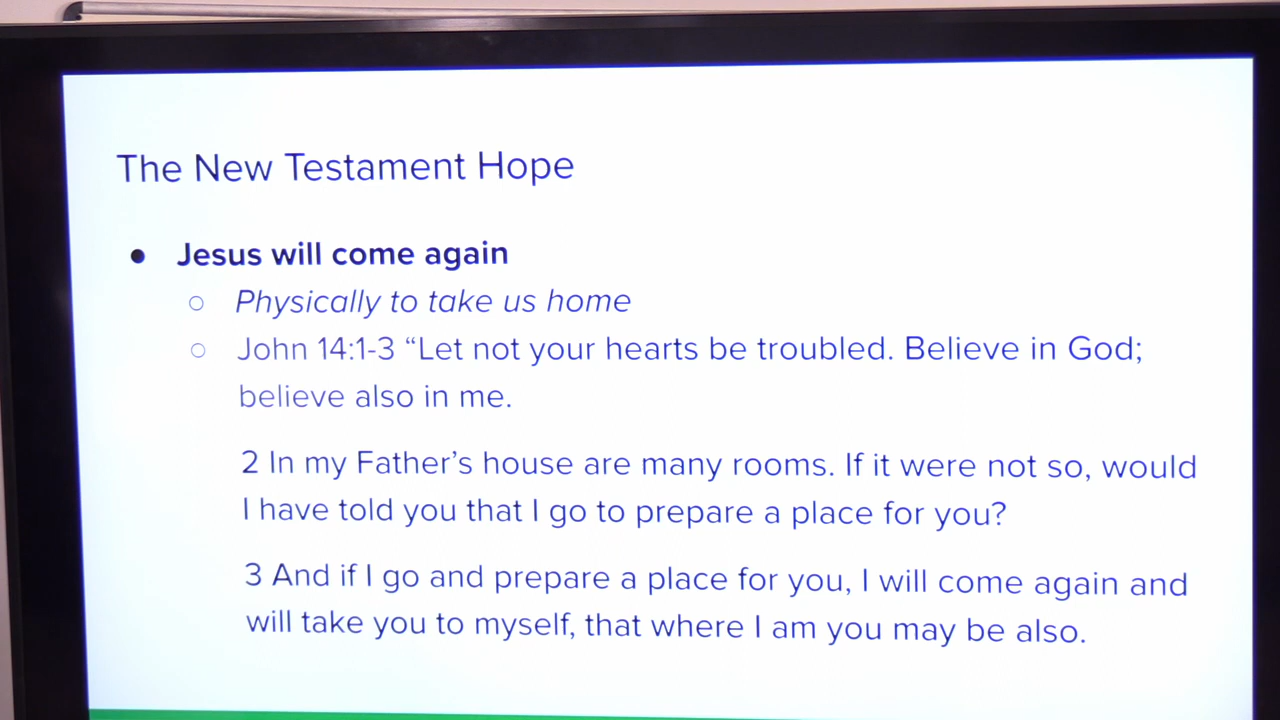 The New Testament Hope
● Jesus will come again
○ Physically to take us home
○ John 14:1-3 “Let not your hearts be troubled. Believe in God;
believe also in me.
2 In my Father’s house are many rooms. If it were not so, would
I have told you that I go to prepare a place for you?
3 And if I go and prepare a place for you, I will come again and
will take you to myself, that where I am you may be also.